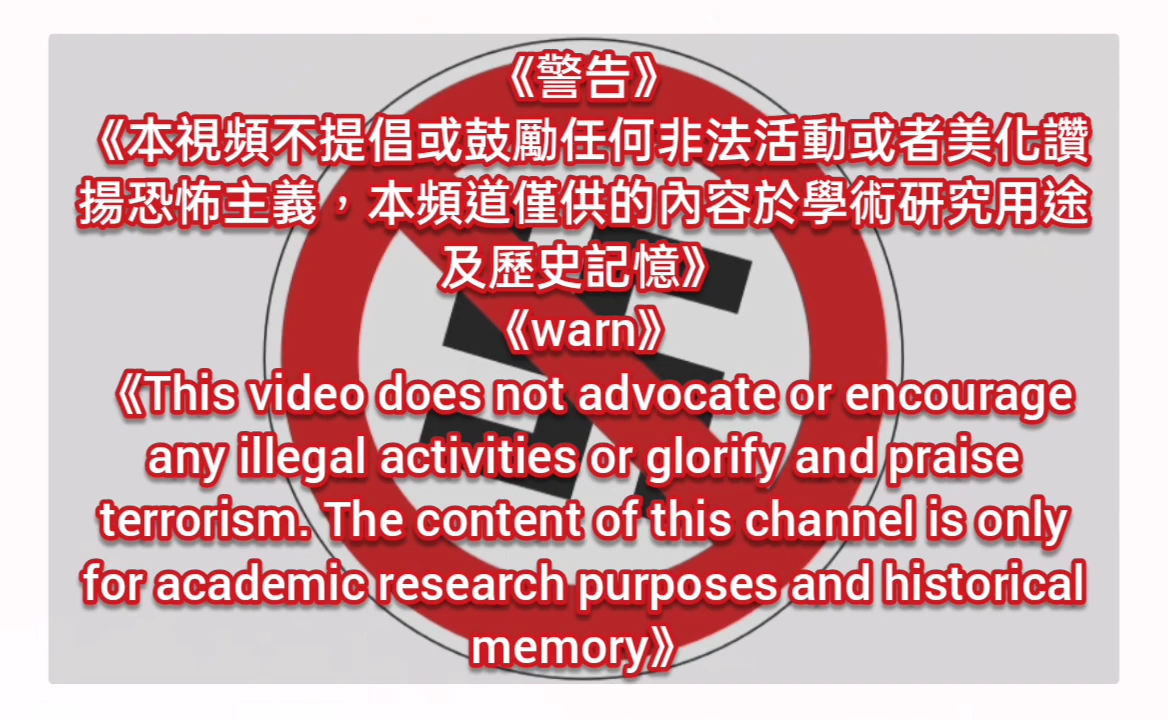 《警告》
《本視頻不提倡或鼓勵任何非法活動或者美化讚
揚恐怖主義，本頻道僅供的內容於學術研究用途
及歷史記憶》
《warn》
《This video does not advocate or encourage
any illegal activities or glorify and praise
terrorism. The content of this channel is only
for academic research purposes and historical
memory》